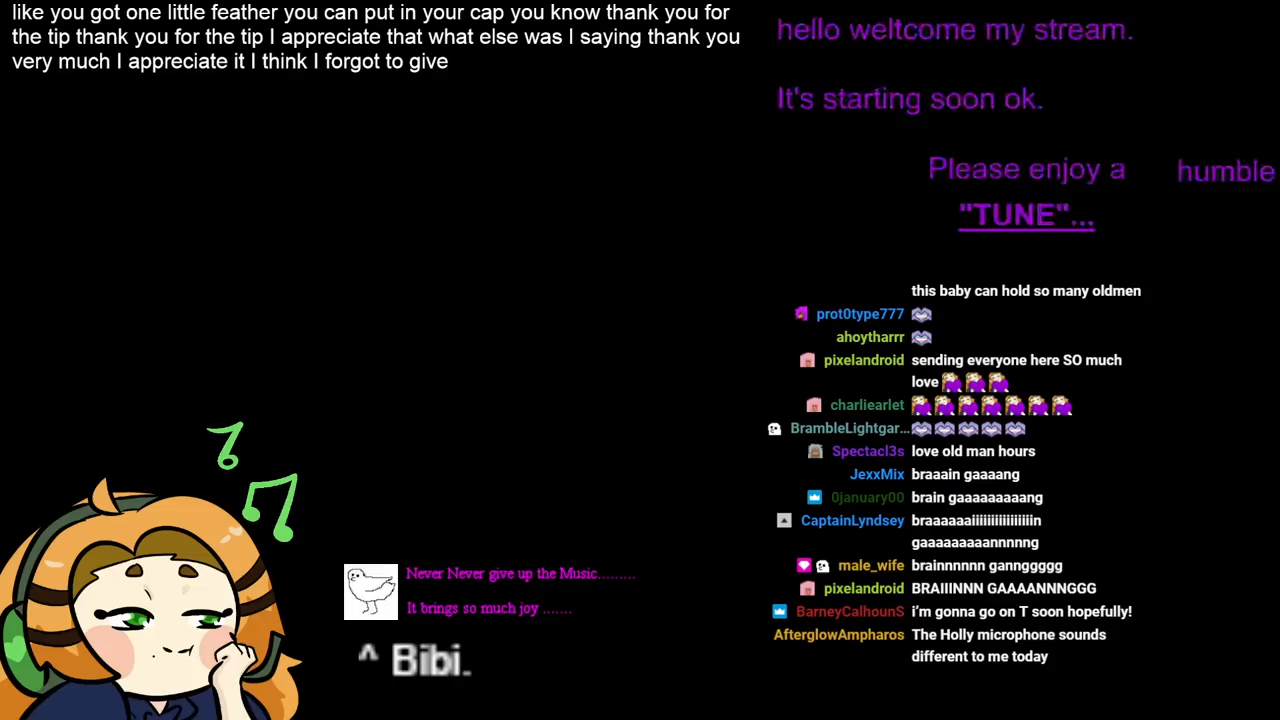 like you got one little feather you can put in your cap you know thank you for
the tip thank you for the tip I appreciate that what else was I saying thank you
very much I appreciate it I think I forgot to give
hello weltcome my stream.
It's starting soon ok.
Please enjoy a humble
"TUNE"...
this baby can hold so many oldmen
prot0type777
ahoytharrr
pixelandroid sending everyone here SO much
love
charliearlet
BrambleLightgar...
Spectacl3s love old man hours
JexxMix braaain gaaaang
0january00 brain gaaaaaaaang
CaptainLyndsey braaaaaaiiiiiiiiiiiiiiin
gaaaaaaaaannnnng
male_wife brainnnnnn gannggggg
pixelandroid BRAIIINNN GAAAANNNGGG
BarneyCalhounS i'm gonna go on T soon hopefully!
AfterglowAmpharos The Holly microphone sounds
different to me today
Never Never give up the Music.........
It brings so much joy .......
^ Bibi.